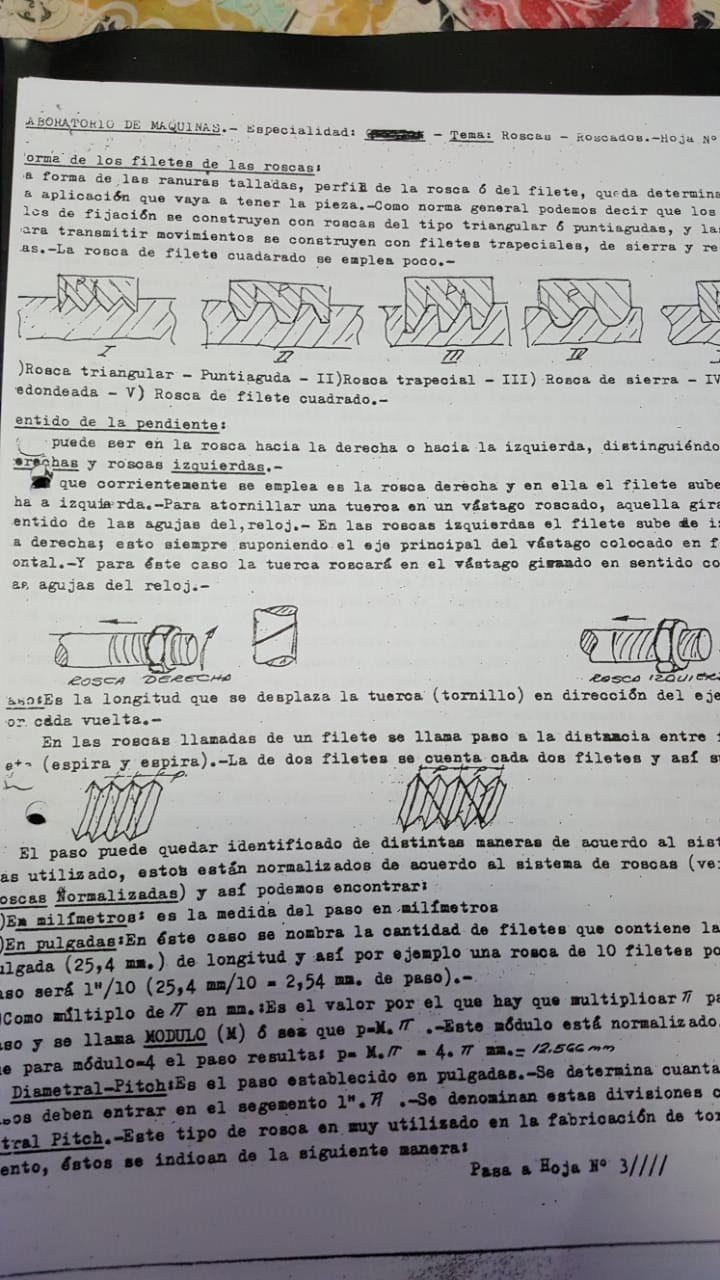 ABORATORIO DE MAQUINAS.- Especialidad: - Tema: Roscas - Roscados.-Hoja Nº
orma de los filetes de las roscas:
a forma de las ranuras talladas, perfil de la rosca ó del filete, queda determina
a aplicación que vaya a tener la pieza.-Como norma general podemos decir que los
los de fijación se construyen con roscas del tipo triangular ó puntiagudas, y la
ara transmitir movimientos se construyen con filetes trapeciales, de sierra y re
as.-La rosca de filete cuadarado se emplea poco.-
I II III IV
)Rosca triangular - Puntiaguda - II)Rosca trapecial - III) Rosca de sierra - IV
edondeada - V) Rosca de filete cuadrado.-
entido de la pendiente:
puede ser en la rosca hacia la derecha o hacia la izquierda, distinguiéndo
erechas y roscas izquierdas.-
que corrientemente se emplea es la rosca derecha y en ella el filete sube
ha a izquierda.-Para atornillar una tuerca en un vástago roscado, aquella gira
entido de las agujas del,reloj.- En las roscas izquierdas el filete sube de i
a derecha; esto siempre suponiendo el eje principal del vástago colocado en f
ontal.-Y para éste caso la tuerca roscará en el vástago girando en sentido co
as agujas del reloj.-
ROSCA DERECHA ROSCA IZQUIER
aso:Es la longitud que se desplaza la tuerca (tornillo) en dirección del eje
or cada vuelta.-
En las roscas llamadas de un filete se llama paso a la distancia entre
(espira y espira).-La de dos filetes se cuenta cada dos filetes y así s
El paso puede quedar identificado de distintas maneras de acuerdo al sist
as utilizado, estos están normalizados de acuerdo al sistema de roscas (ve
oscas Normalizadas) y así podemos encontrar:
)En milímetros: es la medida del paso en milímetros
)En pulgadas:En éste caso se nombra la cantidad de filetes que contiene la
ulgada (25,4 mm.) de longitud y así por ejemplo una rosca de 10 filetes po
aso será 1"/10 (25,4 mm/10 = 2,54 mm. de paso).-
Como múltiplo de π en mm.:Es el valor por el que hay que multiplicar π pa
aso y se llama MODULO (M) ó sea que p=M.π .-Este módulo está normalizado.
e para módulo=4 el paso resulta: p= M.π = 4. π mm.= 12.566 mm
Diametral-Pitch:Es el paso establecido en pulgadas.-Se determina cuanta
sos deben entrar en el segemento 1".π .-Se denominan estas divisiones
tral Pitch.-Este tipo de rosca en muy utilizado en la fabricación de tor
ento, éstos se indican de la siguiente manera:
Pasa a Hoja Nº 3////